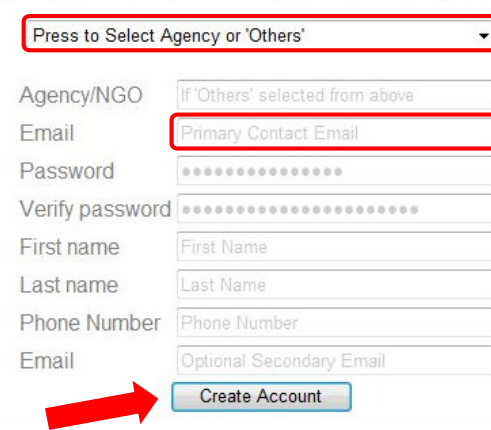 Press to Select Agency or 'Others'
Agency/NGO If 'Others' selected from above
Email Primary Contact Email
Password ●●●●●●●●●●●●●●●
Verify password ●●●●●●●●●●●●●●●●●●●●●●
First name First Name
Last name Last Name
Phone Number Phone Number
Email Optional Secondary Email
Create Account